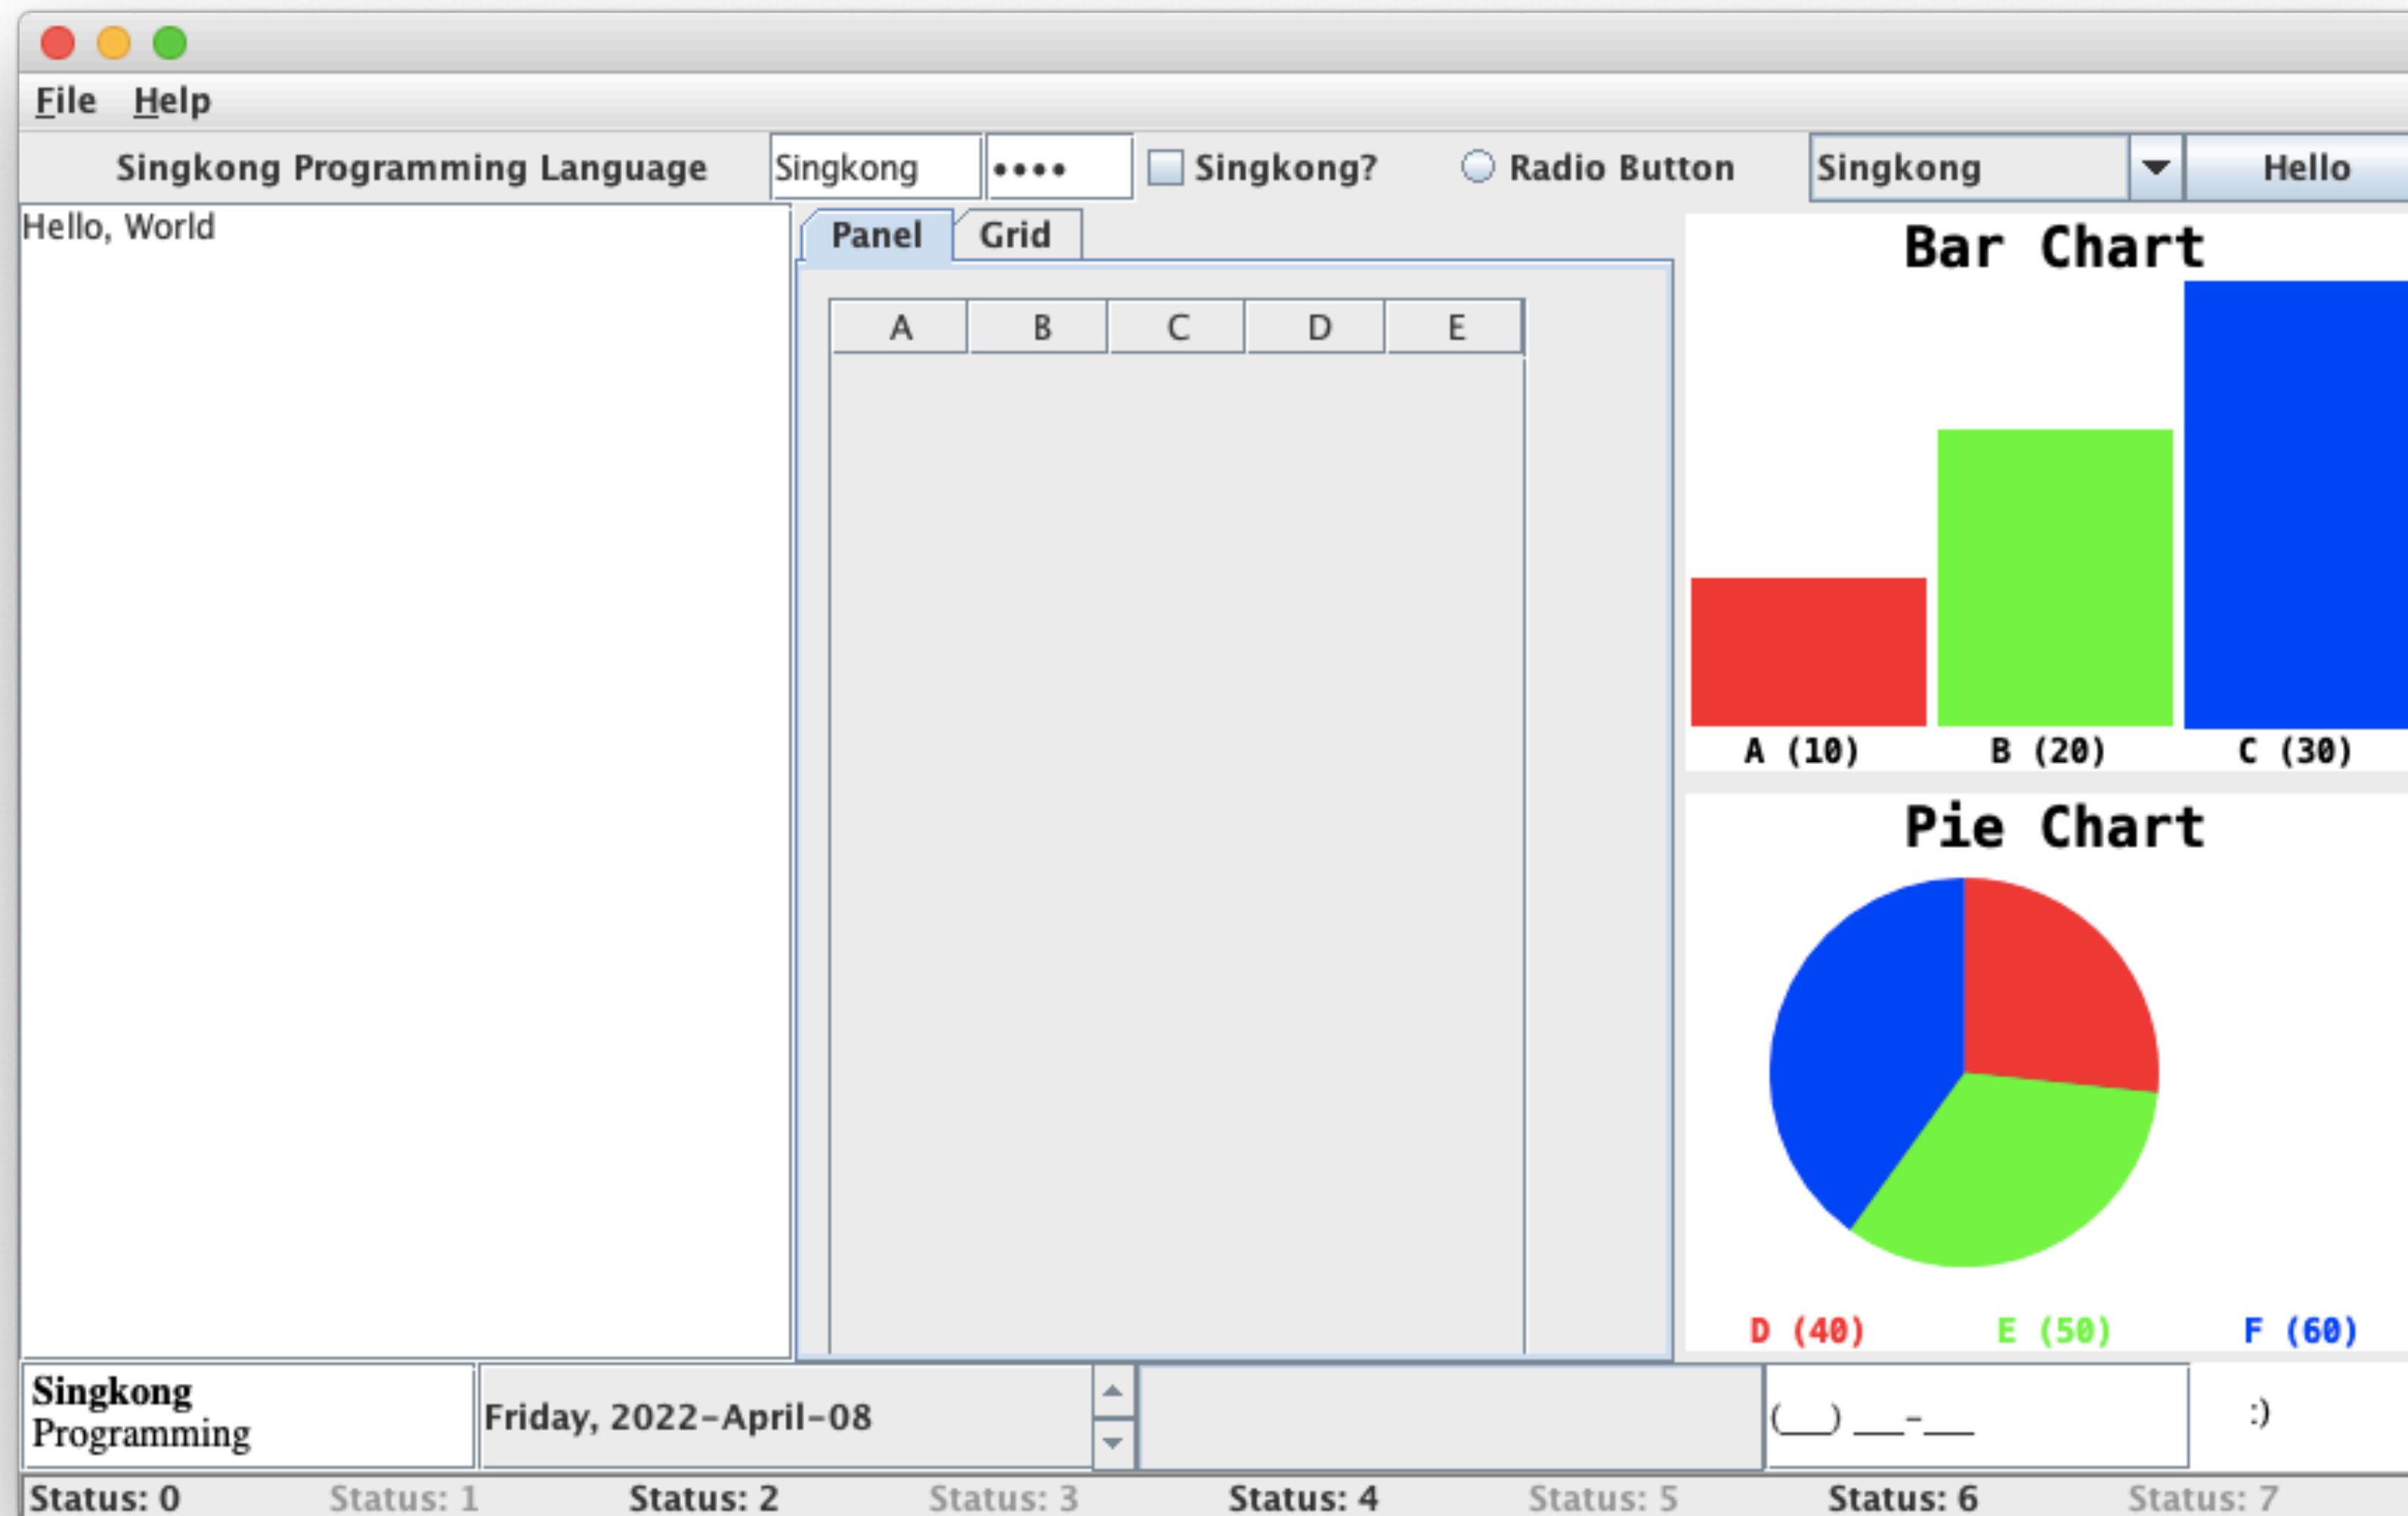 File Help
Singkong Programming Language Singkong •••• Singkong? Radio Button Singkong Hello
Hello, World
Panel Grid
A B C D E
Bar Chart
A (10) B (20) C (30)
Pie Chart
D (40) E (50) F (60)
Singkong
Programming
Friday, 2022-April-08
(___) ___-___
:)
Status: 0 Status: 1 Status: 2 Status: 3 Status: 4 Status: 5 Status: 6 Status: 7